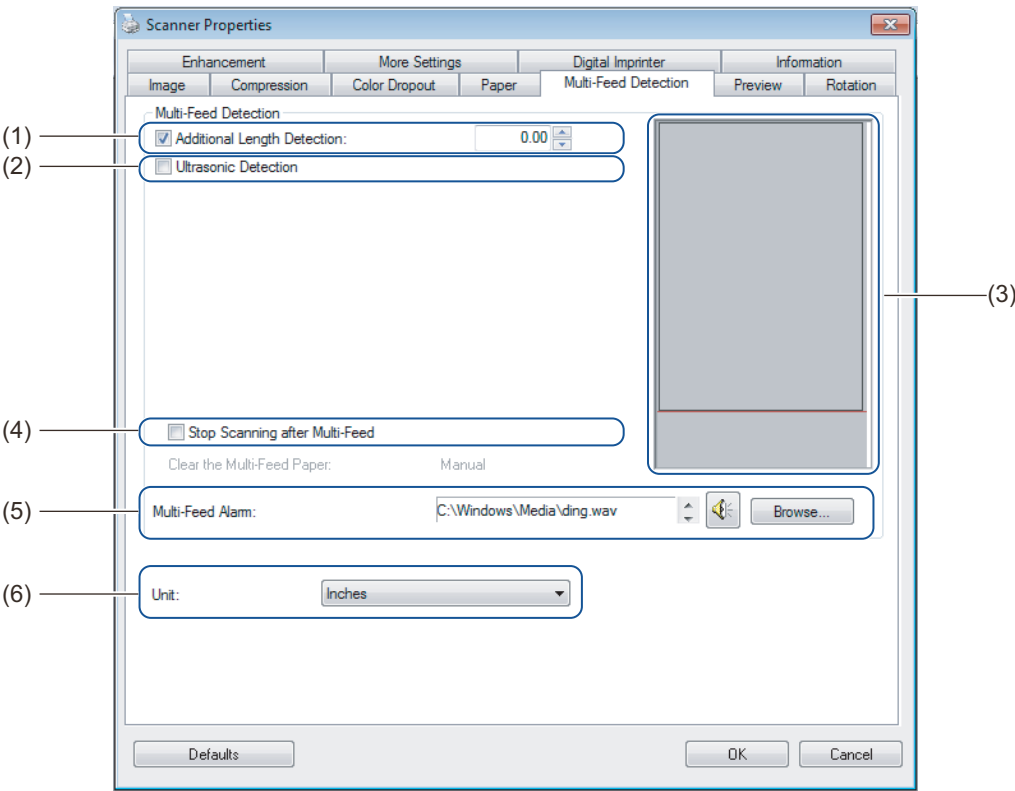 Scanner Properties
Enhancement More Settings Digital Imprinter Information
Image Compression Color Dropout Paper Multi-Feed Detection Preview Rotation
Multi-Feed Detection
(1) Additional Length Detection: 0.00
(2) Ultrasonic Detection
(3)
(4) Stop Scanning after Multi-Feed
Clear the Multi-Feed Paper: Manual
(5) Multi-Feed Alarm: C:\Windows\Media\ding.wav Browse...
(6) Unit: Inches
Defaults OK Cancel